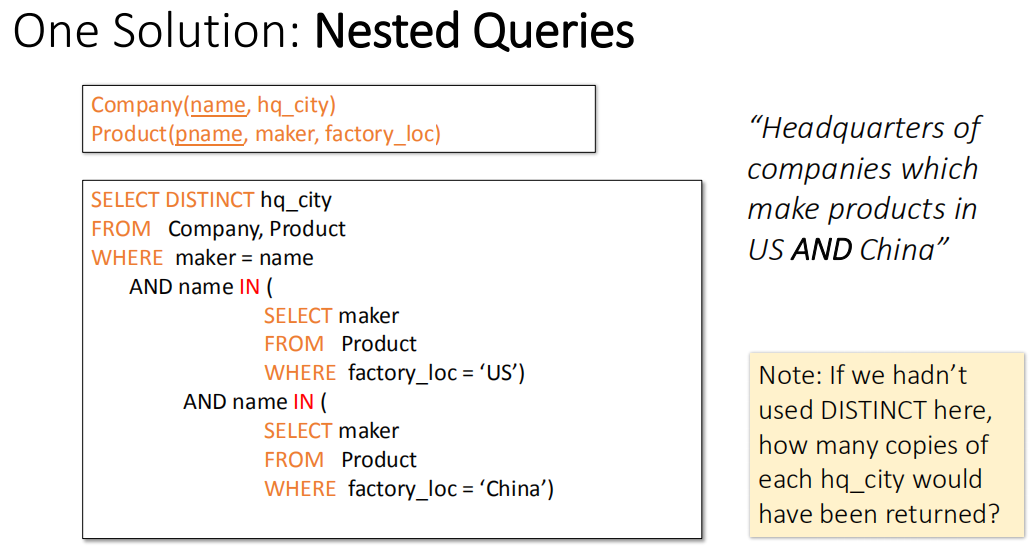 One Solution: Nested Queries
Company(name, hq_city)
Product(pname, maker, factory_loc)
SELECT DISTINCT hq_city
FROM Company, Product
WHERE maker = name
AND name IN (
SELECT maker
FROM Product
WHERE factory_loc = ‘US’)
AND name IN (
SELECT maker
FROM Product
WHERE factory_loc = ‘China’)
“Headquarters of
companies which
make products in
US AND China”
Note: If we hadn’t
used DISTINCT here,
how many copies of
each hq_city would
have been returned?